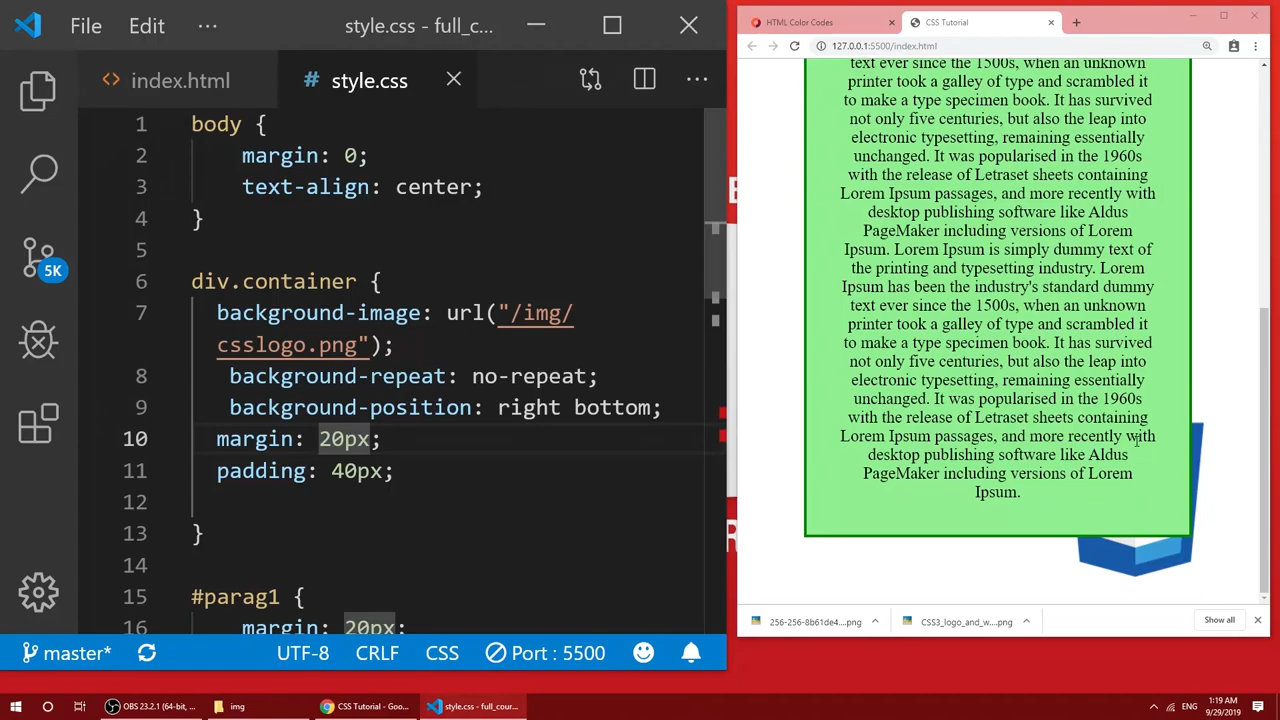 File Edit ··· style.css - full_c...
index.html # style.css
1 body {
2 margin: 0;
3 text-align: center;
4 }
5
6 div.container {
7 background-image: url("/img/
csslogo.png");
8 background-repeat: no-repeat;
9 background-position: right bottom;
10 margin: 20px;
11 padding: 40px;
12
13 }
14
15 #parag1 {
16 margin: 20px;
5K
master* UTF-8 CRLF CSS Port : 5500
HTML Color Codes CSS Tutorial
127.0.0.1:5500/index.html
text ever since the 1500s, when an unknown
printer took a galley of type and scrambled it
to make a type specimen book. It has survived
not only five centuries, but also the leap into
electronic typesetting, remaining essentially
unchanged. It was popularised in the 1960s
with the release of Letraset sheets containing
Lorem Ipsum passages, and more recently with
desktop publishing software like Aldus
PageMaker including versions of Lorem
Ipsum. Lorem Ipsum is simply dummy text of
the printing and typesetting industry. Lorem
Ipsum has been the industry's standard dummy
text ever since the 1500s, when an unknown
printer took a galley of type and scrambled it
to make a type specimen book. It has survived
not only five centuries, but also the leap into
electronic typesetting, remaining essentially
unchanged. It was popularised in the 1960s
with the release of Letraset sheets containing
Lorem Ipsum passages, and more recently with
desktop publishing software like Aldus
PageMaker including versions of Lorem
Ipsum.
256-256-8b61de4....png CSS3_logo_and_w....png Show all
OBS 23.2.1 (64-bit, ... img CSS Tutorial - Goo... style.css - full_cour... ENG 1:19 AM
9/29/2019